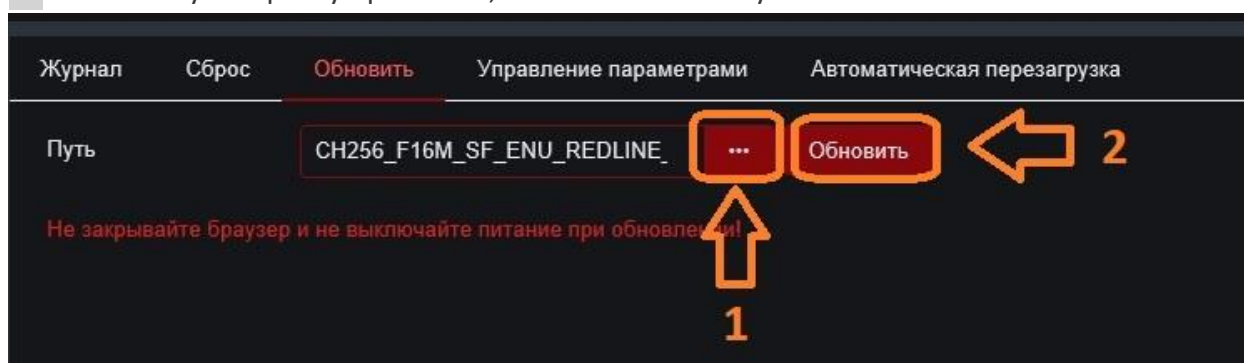 Журнал Сброс Обновить Управление параметрами Автоматическая перезагрузка
Путь CH256_F16M_SF_ENU_REDLINE_ ... Обновить 2
Не закрывайте браузер и не выключайте питание при обновлении!
1